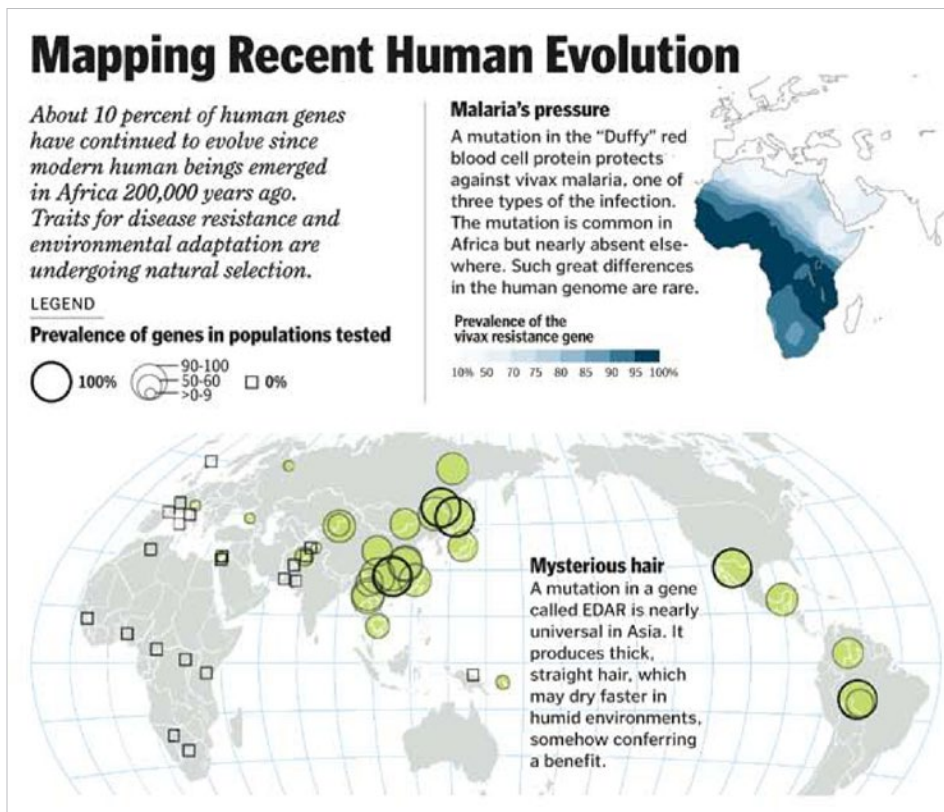 Mapping Recent Human Evolution
About 10 percent of human genes
have continued to evolve since
modern human beings emerged
in Africa 200,000 years ago.
Traits for disease resistance and
environmental adaptation are
undergoing natural selection.
LEGEND
Prevalence of genes in populations tested
100%
90-100
50-60
>0-9
0%
Malaria's pressure
A mutation in the “Duffy” red
blood cell protein protects
against vivax malaria, one of
three types of the infection.
The mutation is common in
Africa but nearly absent else-
where. Such great differences
in the human genome are rare.
Prevalence of the
vivax resistance gene
10% 50 70 75 80 85 90 95 100%
Mysterious hair
A mutation in a gene
called EDAR is nearly
universal in Asia. It
produces thick,
straight hair, which
may dry faster in
humid environments,
somehow conferring
a benefit.